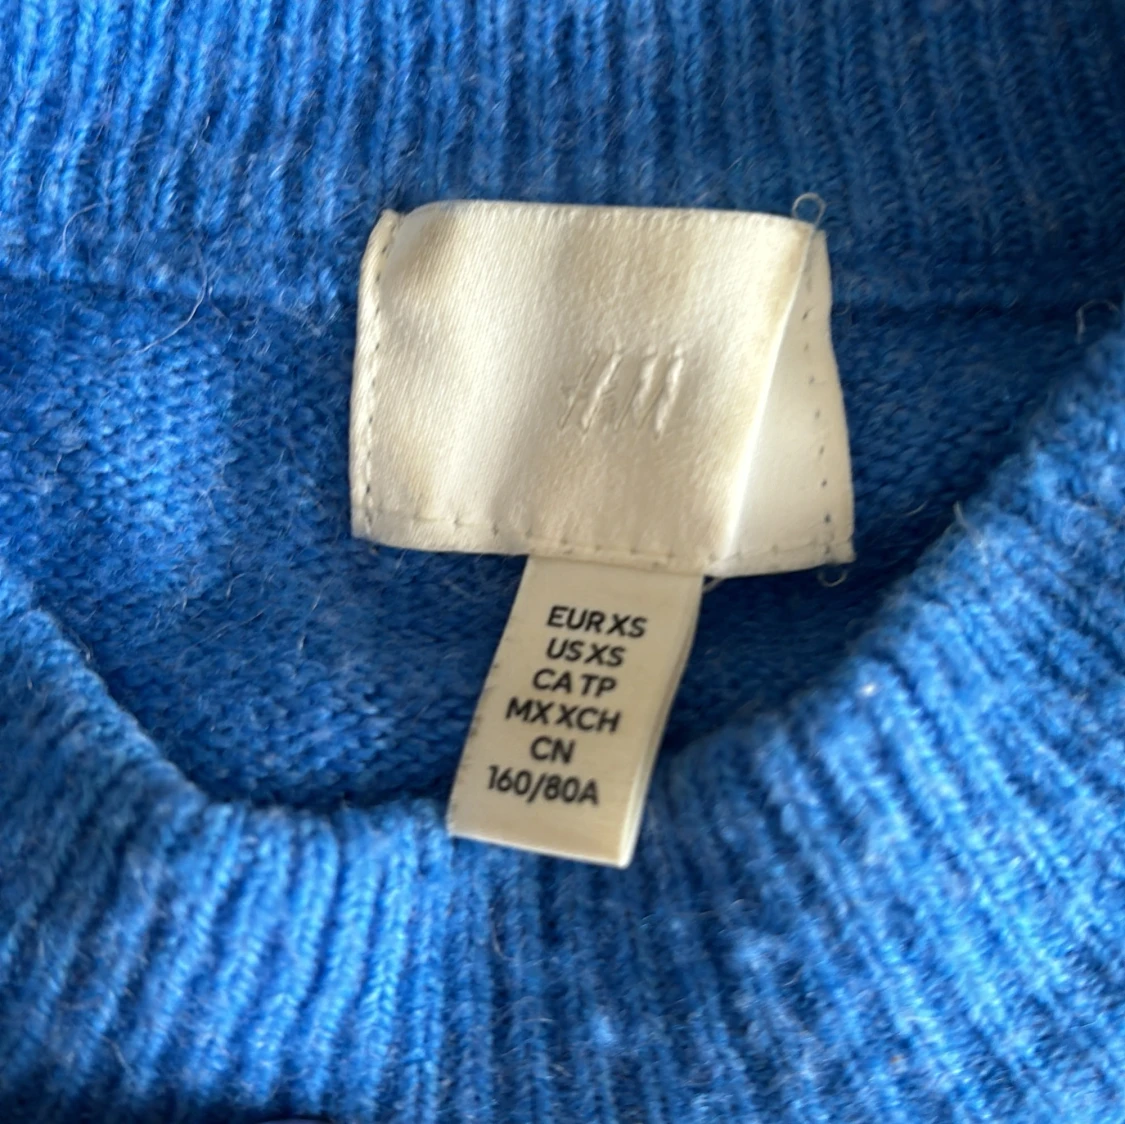 H&M
EUR XS
US XS
CA TP
MX XCH
CN
160/80A